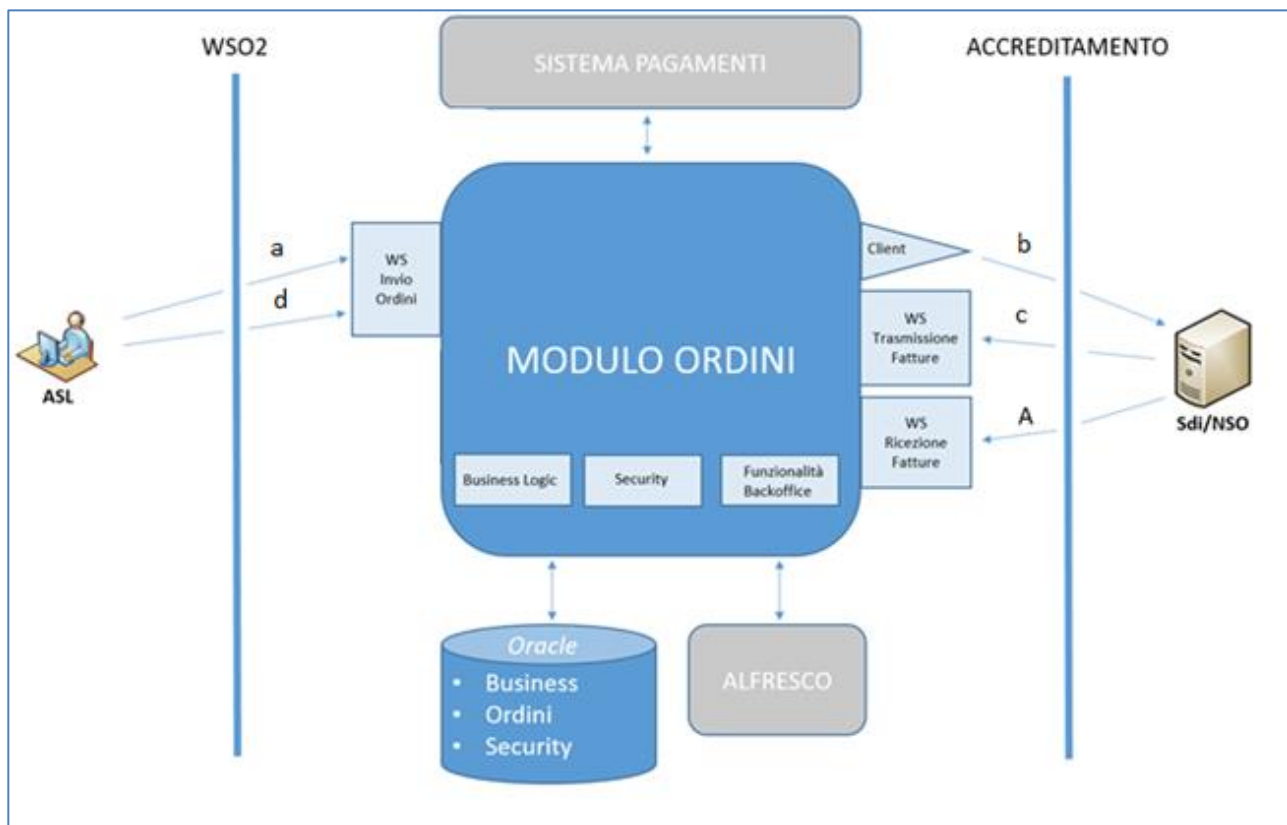 WSO2
SISTEMA PAGAMENTI
ACCREDITAMENTO
a
d
WS
Invio
Ordini
MODULO ORDINI
Client
b
WS
Trasmissione
Fatture
c
WS
Ricezione
Fatture
A
ASL
Sdi/NSO
Business Logic
Security
Funzionalità
Backoffice
Oracle
• Business
• Ordini
• Security
ALFRESCO